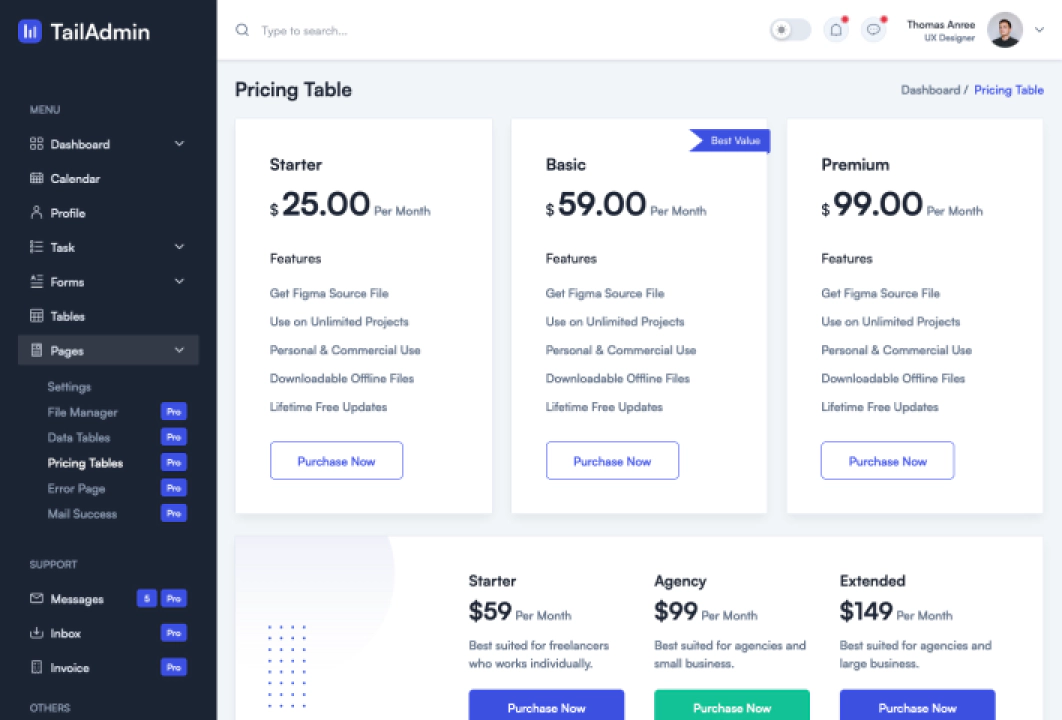 TailAdmin
MENU
Dashboard
Calendar
Profile
Task
Forms
Tables
Pages
Settings
File Manager Pro
Data Tables Pro
Pricing Tables Pro
Error Page Pro
Mail Success Pro
SUPPORT
Messages 5 Pro
Inbox Pro
Invoice Pro
OTHERS
Type to search...
Thomas Anree
UX Designer
Pricing Table
Dashboard / Pricing Table
Starter
$ 25.00 Per Month
Features
Get Figma Source File
Use on Unlimited Projects
Personal & Commercial Use
Downloadable Offline Files
Lifetime Free Updates
Purchase Now
Best Value
Basic
$ 59.00 Per Month
Features
Get Figma Source File
Use on Unlimited Projects
Personal & Commercial Use
Downloadable Offline Files
Lifetime Free Updates
Purchase Now
Premium
$ 99.00 Per Month
Features
Get Figma Source File
Use on Unlimited Projects
Personal & Commercial Use
Downloadable Offline Files
Lifetime Free Updates
Purchase Now
Starter
$59 Per Month
Best suited for freelancers
who works individually.
Purchase Now
Agency
$99 Per Month
Best suited for agencies and
small business.
Purchase Now
Extended
$149 Per Month
Best suited for agencies and
large business.
Purchase Now